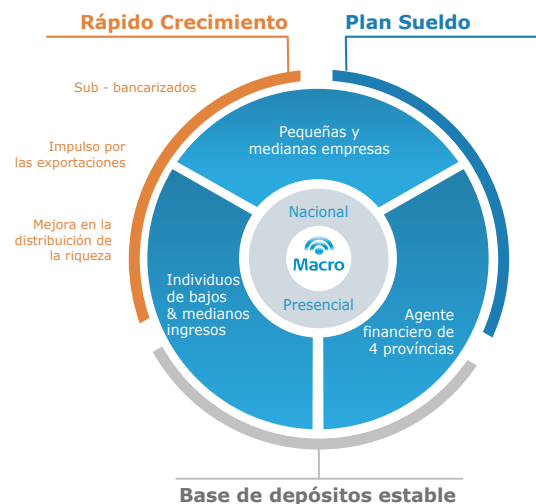 Rápido Crecimiento
Plan Sueldo
Sub - bancarizados
Impulso por
las exportaciones
Mejora en la
distribuición de
la riqueza
Pequeñas y
medianas empresas
Nacional
Macro
Presencial
Individuos
de bajos
& medianos
ingresos
Agente
financiero de
4 províncias
Base de depósitos estable